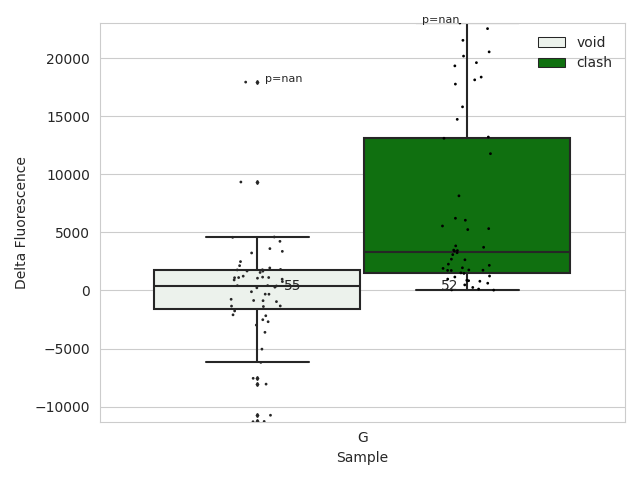 p=nan
void
clash
20000
p=nan
15000
10000
5000
0
55
52
−5000
−10000
Delta Fluorescence
G
Sample